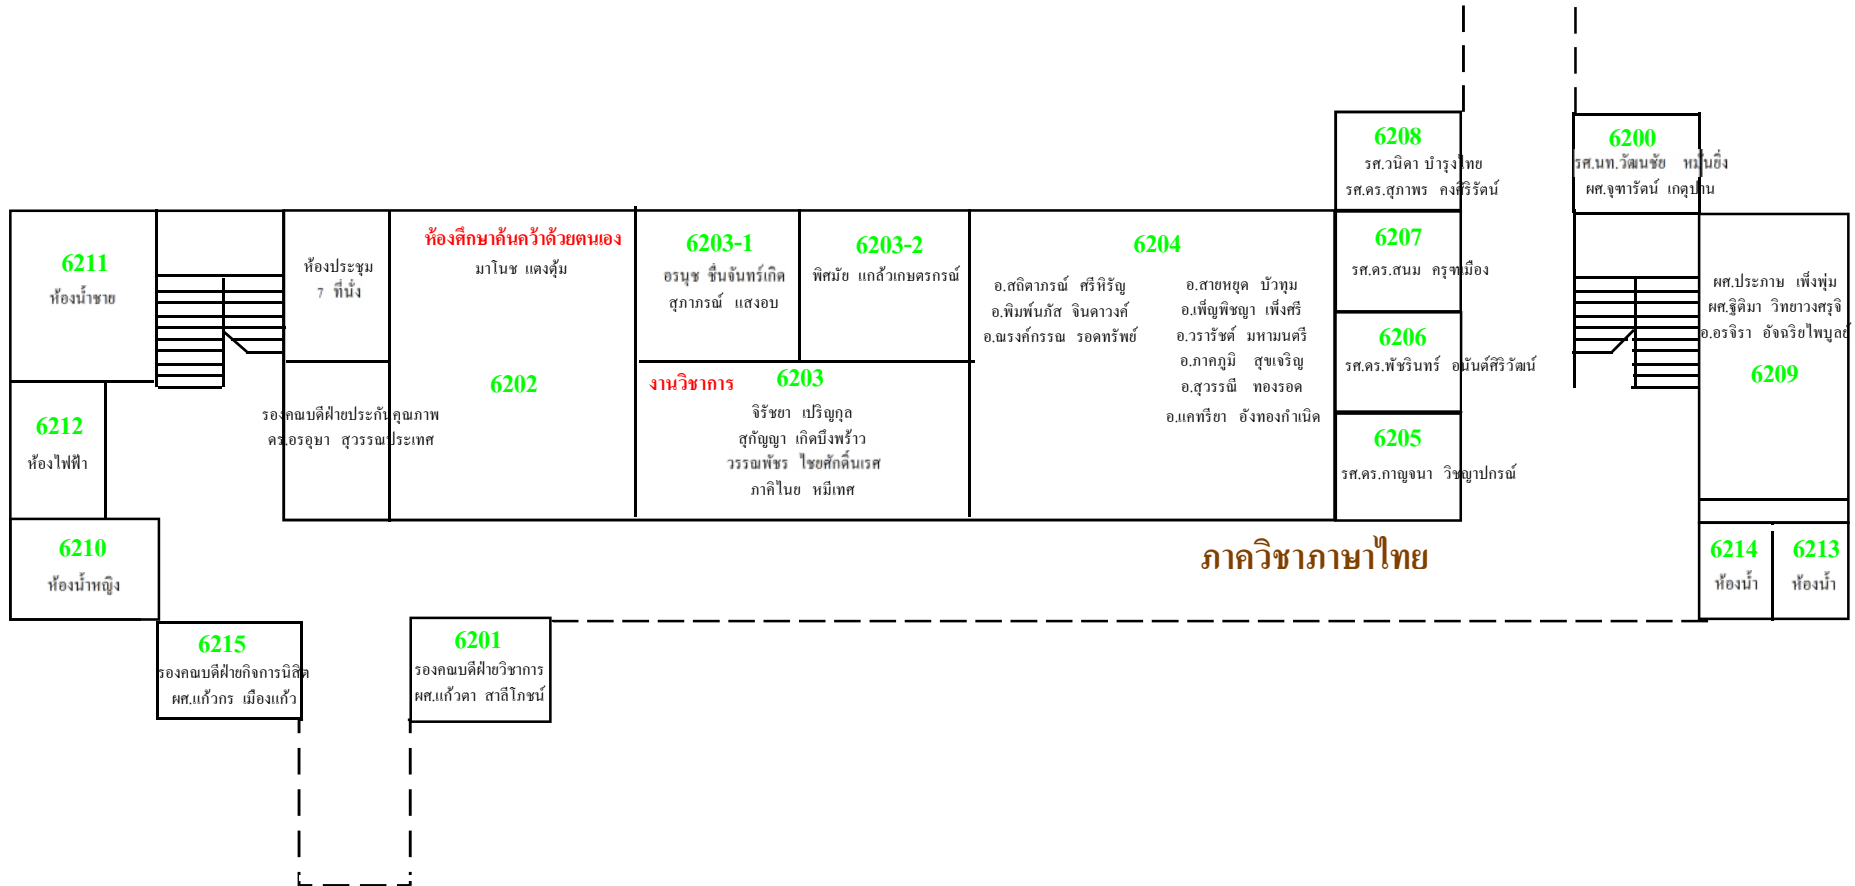 6208
รศ.วนิดา บำรุงไทย
รศ.ดร.สุภาพร คงศิริรัตน์
6200
รศ.นท.วัฒนชัย หมั่นยิ่ง
ผศ.จุฑารัตน์ เกตุปาน
6211
ห้องน้ำชาย
ห้องประชุม
7 ที่นั่ง
ห้องศึกษาค้นคว้าด้วยตนเอง
มาโนช แตงตุ้ม
6202
6203-1
อรนุช ชื่นจันทร์เกิด
สุภาภรณ์ แสงอบ
6203-2
พิศมัย แกล้วเกษตรกรณ์
6204
อ.สถิตาภรณ์ ศรีหิรัญ
อ.พิมพ์นภัส จินดาวงค์
อ.ณรงค์กรรณ รอดทรัพย์
อ.สายหยุด บัวทุม
อ.เพ็ญพิชญา เพ็งศรี
อ.วรารัชต์ มหามนตรี
อ.ภาคภูมิ สุขเจริญ
อ.สุวรรณี ทองรอด
อ.แคทรียา อังทองกำเนิด
6207
รศ.ดร.สนม ครุฑเมือง
6206
รศ.ดร.พัชรินทร์ อนันต์ศิริวัฒน์
6205
รศ.ดร.กาญจนา วิชญาปกรณ์
ผศ.ประภาษ เพ็งพุ่ม
ผศ.ฐิติมา วิทยาวงศรุจิ
อ.อรจิรา อัจฉริยไพบูลย์
6209
6212
ห้องไฟฟ้า
รองคณบดีฝ่ายประกันคุณภาพ
ดร.อรอุษา สุวรรณประเทศ
งานวิชาการ
6203
จิรัชยา เปริญกุล
สุกัญญา เกิดบึงพร้าว
วรรณพัชร ไชยศักดิ์นเรศ
ภาคิไนย หมีเทศ
6210
ห้องน้ำหญิง
ภาควิชาภาษาไทย
6214
ห้องน้ำ
6213
ห้องน้ำ
6215
รองคณบดีฝ่ายกิจการนิสิต
ผศ.แก้วกร เมืองแก้ว
6201
รองคณบดีฝ่ายวิชาการ
ผศ.แก้วตา สาลีโภชน์